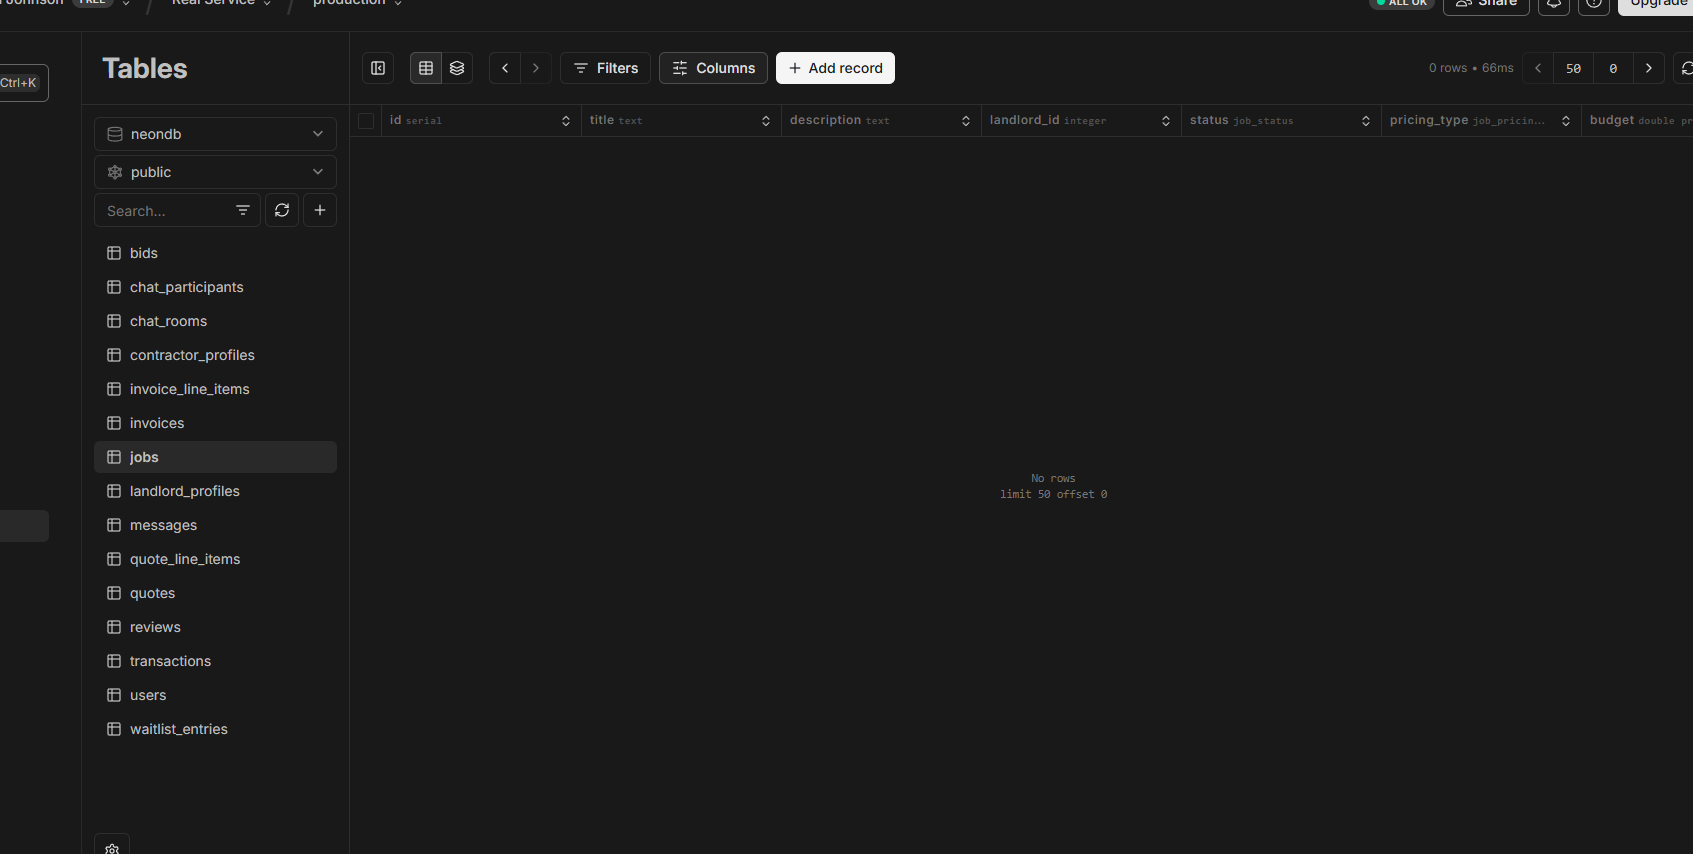 Johnson FREE / Real Service / production
ALL OK Share Upgrade
Ctrl+K
Tables
Filters Columns + Add record
0 rows • 66ms 50 0
neondb
public
Search...
id serial title text description text landlord_id integer status job_status pricing_type job_pricin... budget double pr
bids
chat_participants
chat_rooms
contractor_profiles
invoice_line_items
invoices
jobs
landlord_profiles
messages
quote_line_items
quotes
reviews
transactions
users
waitlist_entries
No rows
limit 50 offset 0